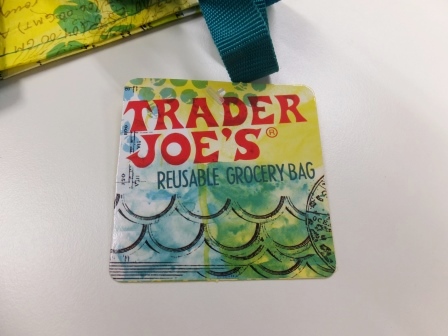 TRADER
JOE'S®
REUSABLE GROCERY BAG